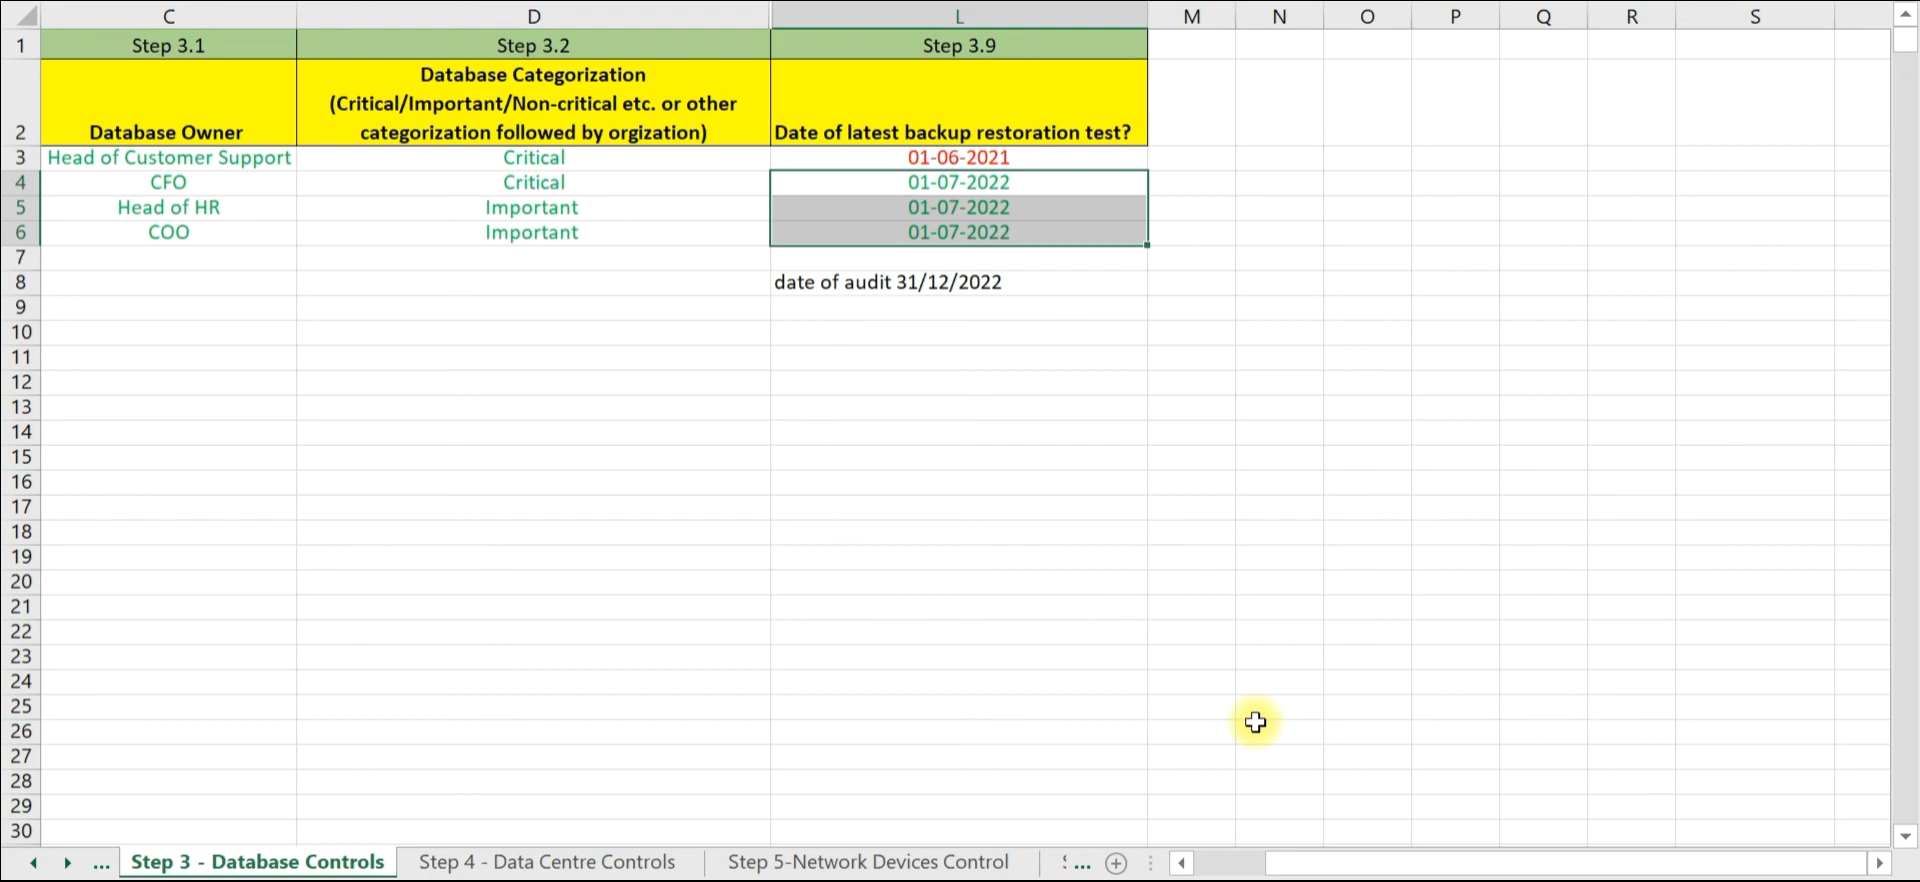 C D L M N O P Q R S
1 Step 3.1 Step 3.2 Step 3.9
Database Categorization
(Critical/Important/Non-critical etc. or other
2 Database Owner categorization followed by orgization) Date of latest backup restoration test?
3 Head of Customer Support Critical 01-06-2021
4 CFO Critical 01-07-2022
5 Head of HR Important 01-07-2022
6 COO Important 01-07-2022
7
8 date of audit 31/12/2022
9
10
11
12
13
14
15
16
17
18
19
20
21
22
23
24
25
26
27
28
29
30
... Step 3 - Database Controls Step 4 - Data Centre Controls Step 5-Network Devices Control ...